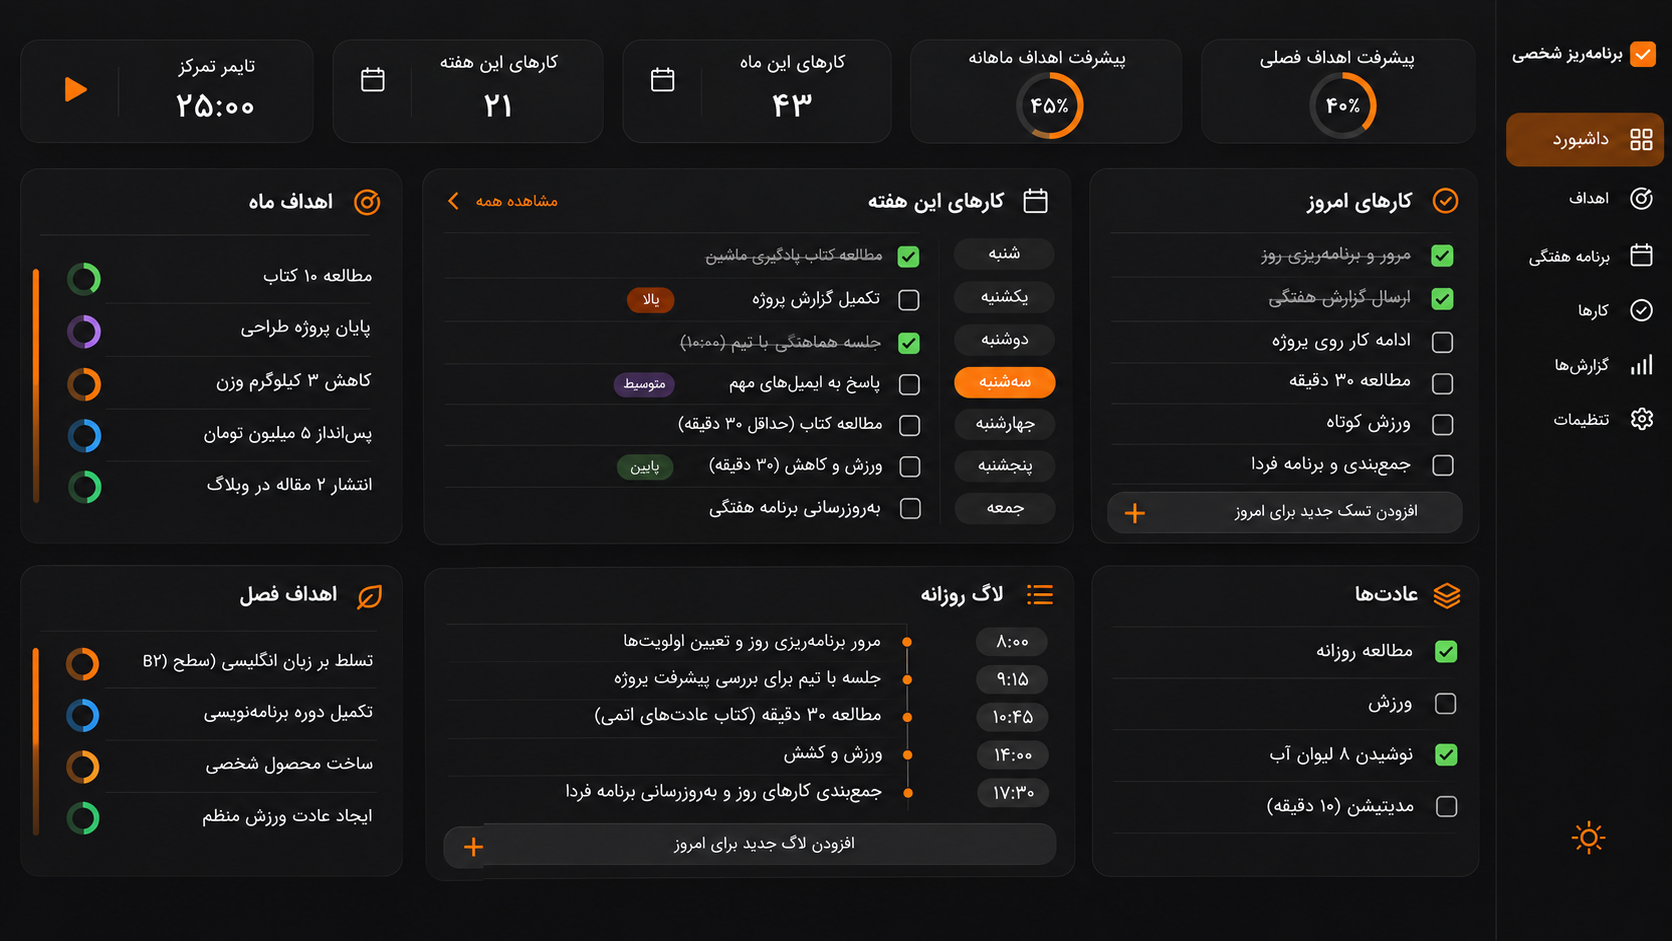 برنامه‌ریز شخصی
داشبورد
اهداف
برنامه هفتگی
کارها
گزارش‌ها
تنظیمات
پیشرفت اهداف فصلی
۴۰%
پیشرفت اهداف ماهانه
۴۵%
کارهای این ماه
۴۳
کارهای این هفته
۲۱
تایمر تمرکز
۲۵:۰۰
کارهای امروز
مرور و برنامه‌ریزی روز
ارسال گزارش هفتگی
ادامه کار روی پروژه
مطالعه ۳۰ دقیقه
ورزش کوتاه
جمع‌بندی و برنامه فردا
افزودن تسک جدید برای امروز
کارهای این هفته
مشاهده همه
شنبه
مطالعه کتاب یادگیری ماشین
یکشنبه
تکمیل گزارش پروژه
بالا
دوشنبه
جلسه هماهنگی با تیم (۱۰:۰۰)
سه‌شنبه
پاسخ به ایمیل‌های مهم
متوسط
چهارشنبه
مطالعه کتاب (حداقل ۳۰ دقیقه)
پنجشنبه
ورزش و کاهش (۳۰ دقیقه)
پایین
جمعه
به‌روزرسانی برنامه هفتگی
اهداف ماه
مطالعه ۱۰ کتاب
پایان پروژه طراحی
کاهش ۳ کیلوگرم وزن
پس‌انداز ۵ میلیون تومان
انتشار ۲ مقاله در وبلاگ
عادت‌ها
مطالعه روزانه
ورزش
نوشیدن ۸ لیوان آب
مدیتیشن (۱۰ دقیقه)
لاگ روزانه
۸:۰۰
مرور برنامه‌ریزی روز و تعیین اولویت‌ها
۹:۱۵
جلسه با تیم برای بررسی پیشرفت پروژه
۱۰:۴۵
مطالعه ۳۰ دقیقه (کتاب عادت‌های اتمی)
۱۴:۰۰
ورزش و کشش
۱۷:۳۰
جمع‌بندی کارهای روز و به‌روزرسانی برنامه فردا
افزودن لاگ جدید برای امروز
اهداف فصل
تسلط بر زبان انگلیسی (سطح B۲)
تکمیل دوره برنامه‌نویسی
ساخت محصول شخصی
ایجاد عادت ورزش منظم